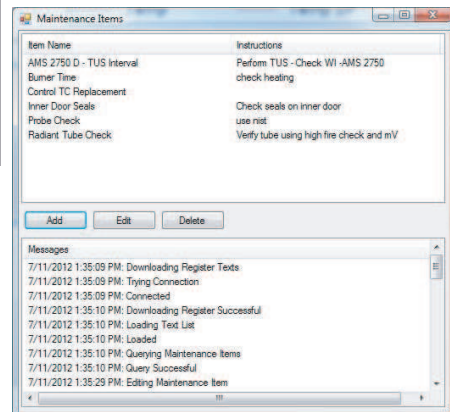 Maintenance Items
Item Name Instructions
AMS 2750 D - TUS Interval Perfom TUS - Check WI -AMS 2750
Burner Time check heating
Control TC Replacement
Inner Door Seals Check seals on inner door
Probe Check use nist
Radiant Tube Check Verify tube using high fire check and mV
Add Edit Delete
Messages
7/11/2012 1:35:09 PM: Downloading Register Texts
7/11/2012 1:35:09 PM: Trying Connection
7/11/2012 1:35:09 PM: Connected
7/11/2012 1:35:10 PM: Downloading Register Successful
7/11/2012 1:35:10 PM: Loading Text List
7/11/2012 1:35:10 PM: Loaded
7/11/2012 1:35:10 PM: Querying Maintenance Items
7/11/2012 1:35:10 PM: Query Successful
7/11/2012 1:35:29 PM: Editing Maintenance Item